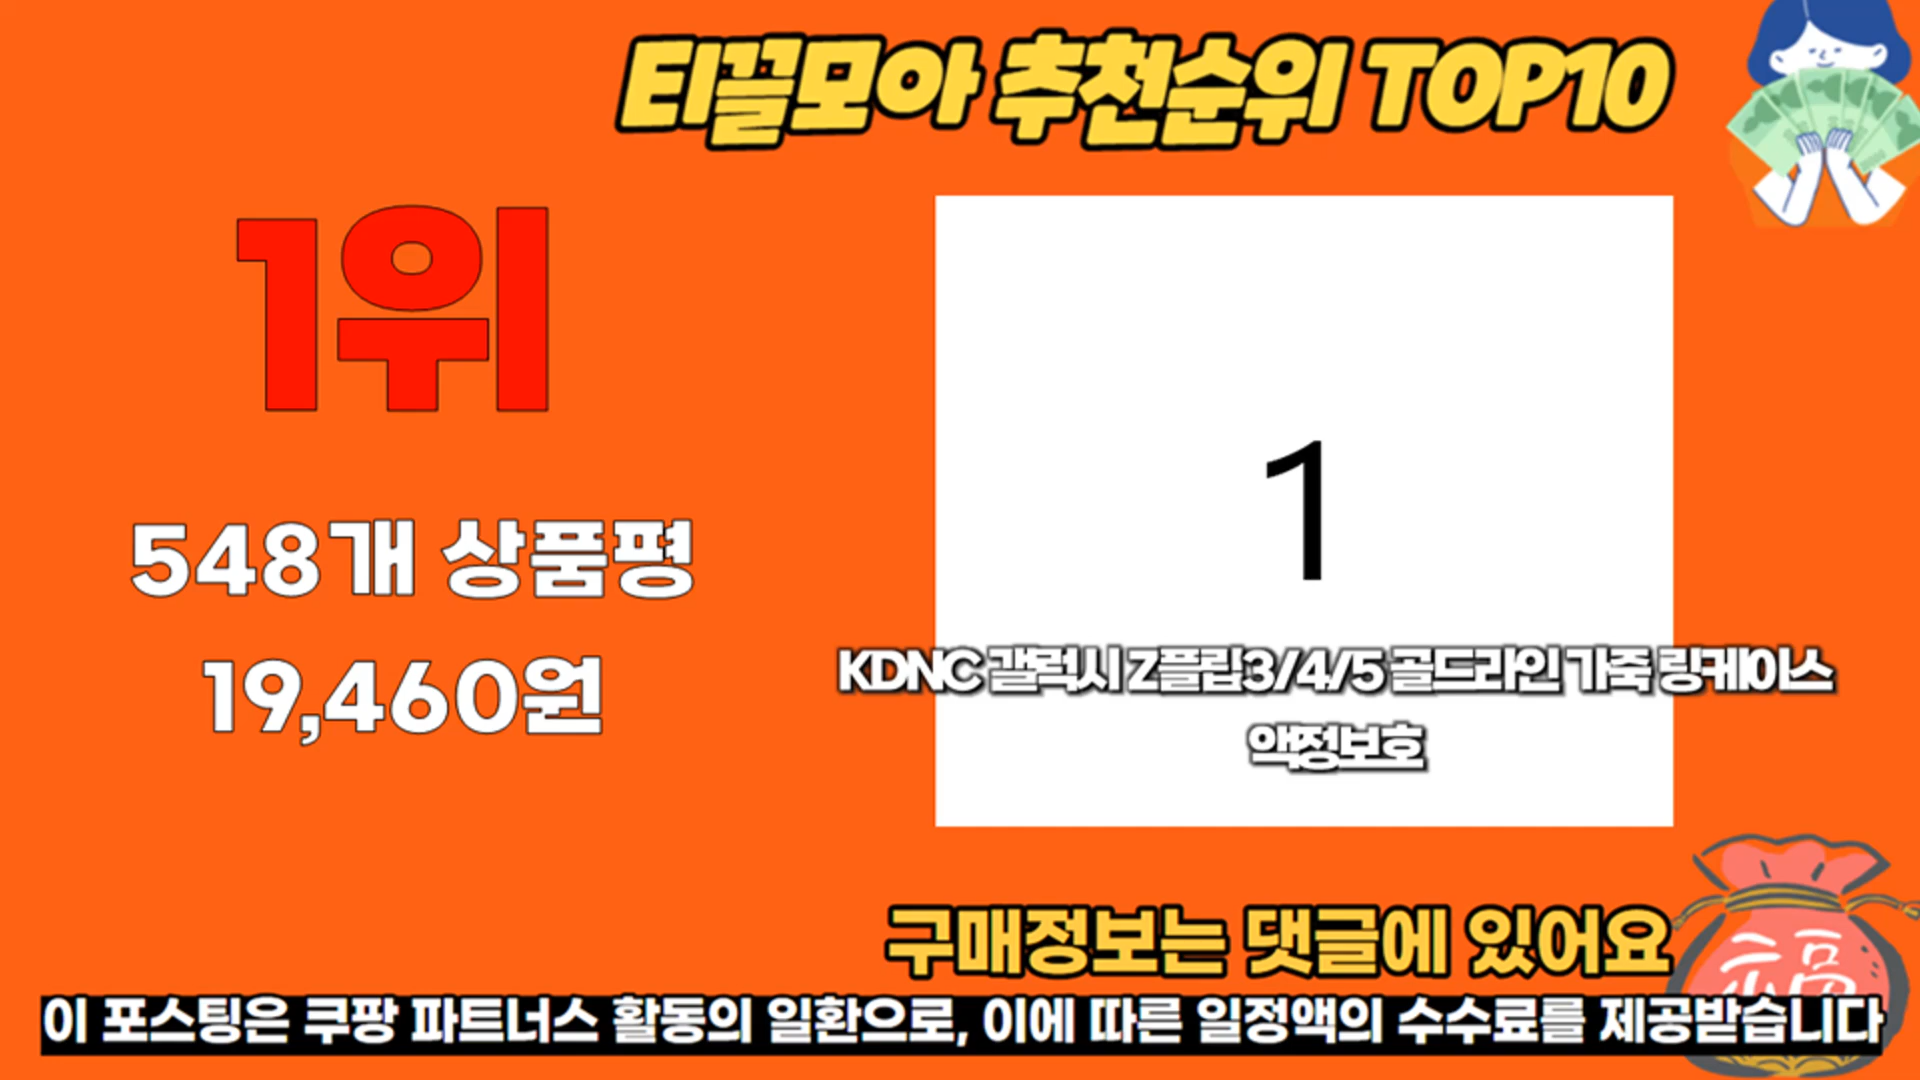 티끌모아 추천순위 TOP10
1위
548개 상품평
19,460원
1
KDNC 갤럭시 Z플립3/4/5 골드라인 가죽 링케이스
액정보호
구매정보는 댓글에 있어요
福
이 포스팅은 쿠팡 파트너스 활동의 일환으로, 이에 따른 일정액의 수수료를 제공받습니다